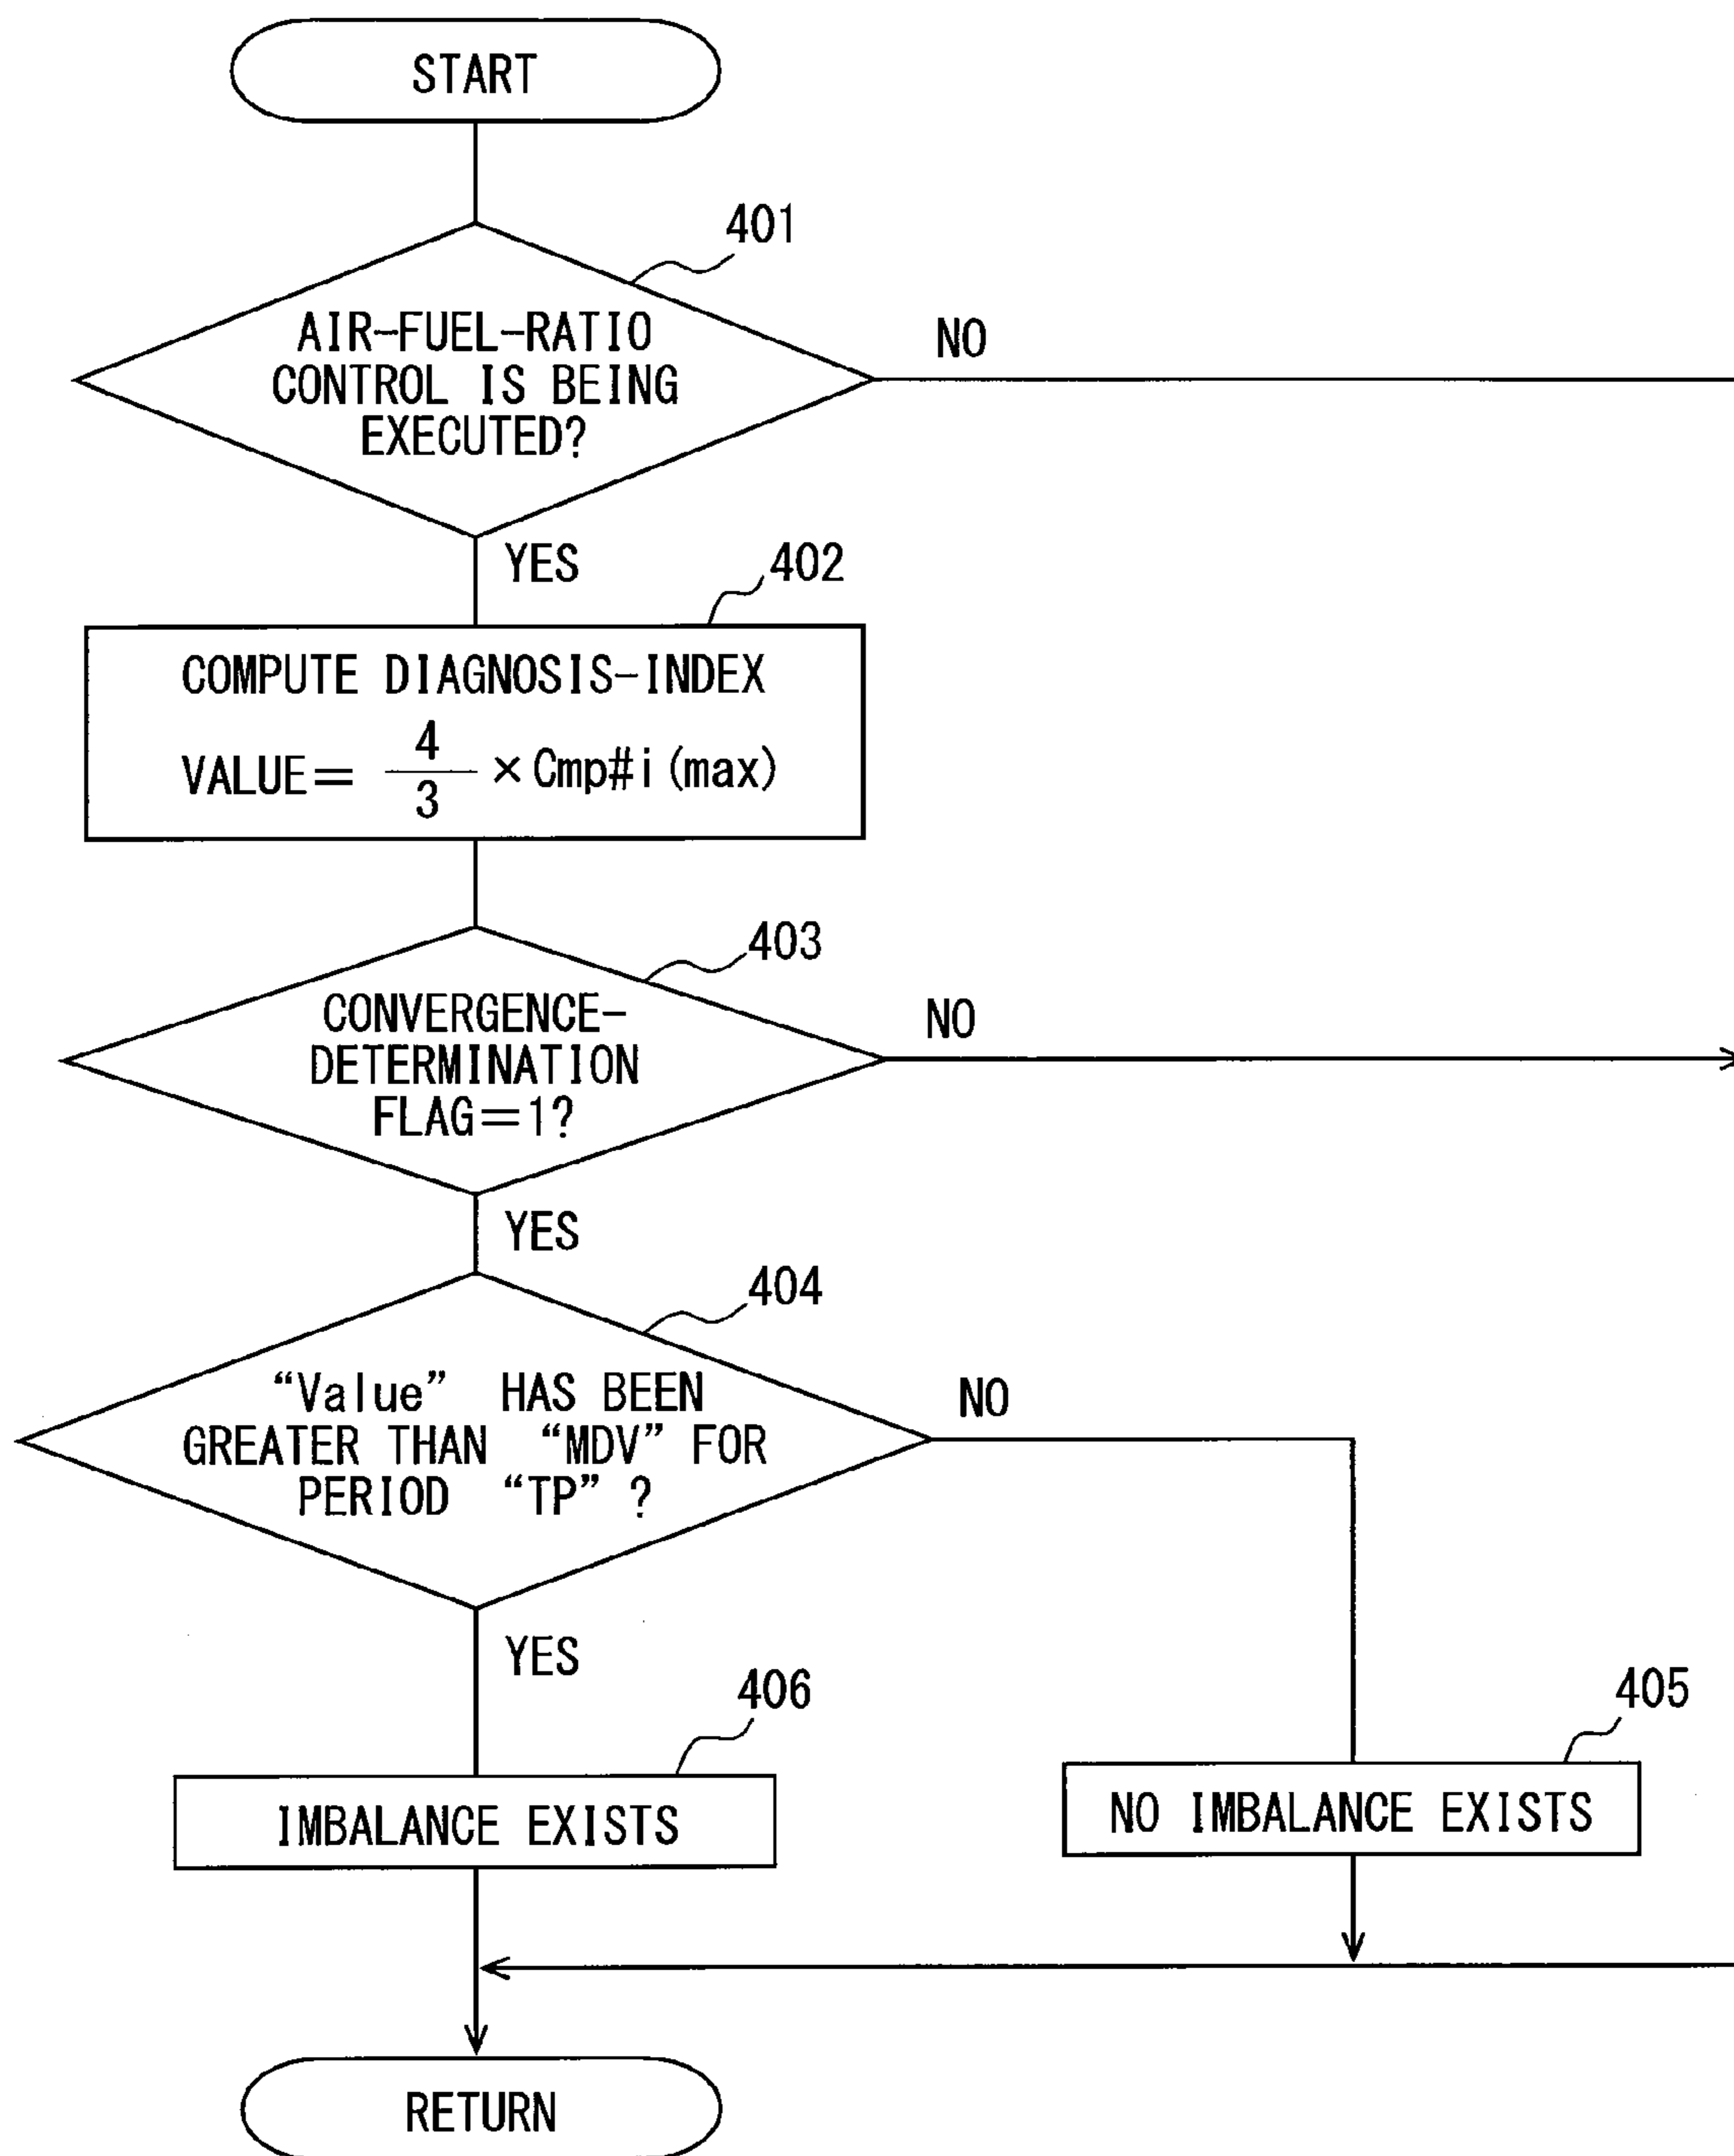 START
401
AIR-FUEL-RATIO
CONTROL IS BEING
EXECUTED?
NO
YES
402
COMPUTE DIAGNOSIS-INDEX
VALUE= 4/3 ×Cmp#i(max)
403
CONVERGENCE-
DETERMINATION
FLAG=1?
NO
YES
404
“Value” HAS BEEN
GREATER THAN “MDV” FOR
PERIOD “TP”?
NO
YES
406
IMBALANCE EXISTS
405
NO IMBALANCE EXISTS
RETURN